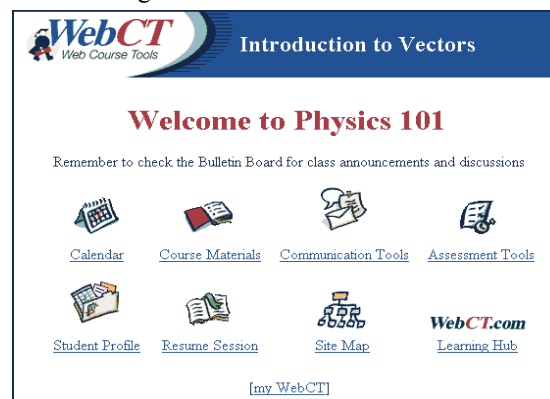 WebCT
Web Course Tools
Introduction to Vectors
Welcome to Physics 101
Remember to check the Bulletin Board for class announcements and discussions
Calendar Course Materials Communication Tools Assessment Tools
WebCT.com
Student Profile Resume Session Site Map Learning Hub
[my WebCT]